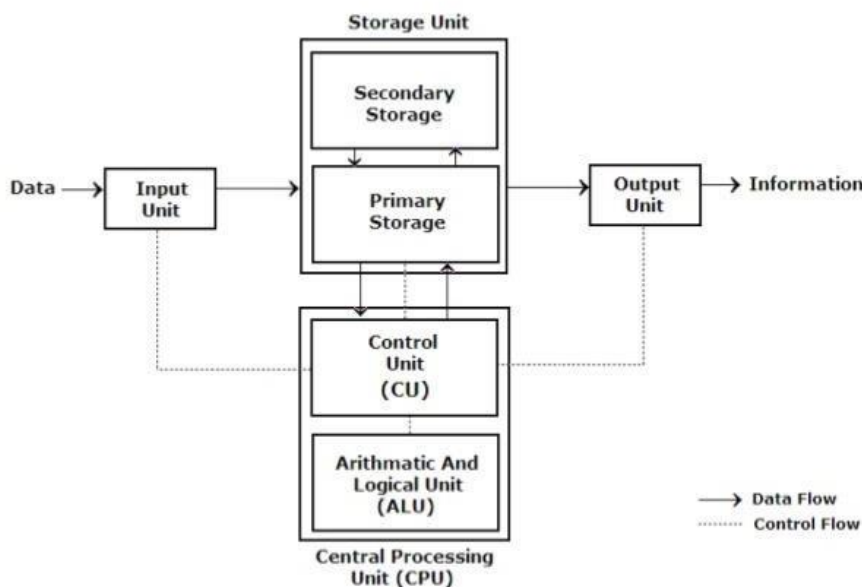 Storage Unit
Secondary
Storage
Data
Input
Unit
Primary
Storage
Output
Unit
Information
Control
Unit
(CU)
Arithmatic And
Logical Unit
(ALU)
Central Processing
Unit (CPU)
Data Flow
Control Flow